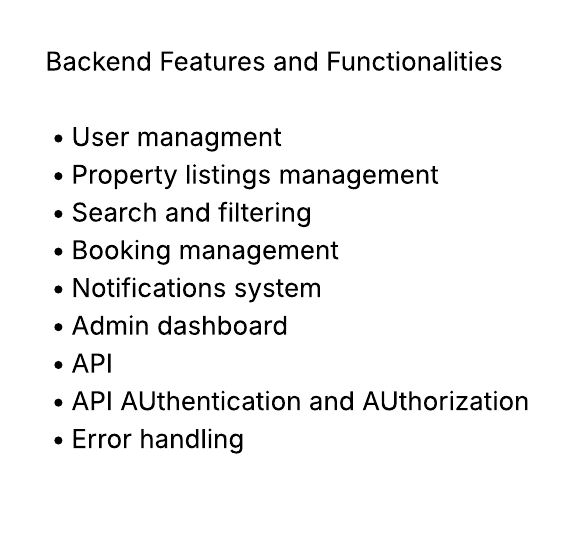 Backend Features and Functionalities
• User managment
• Property listings management
• Search and filtering
• Booking management
• Notifications system
• Admin dashboard
• API
• API AUthentication and AUthorization
• Error handling